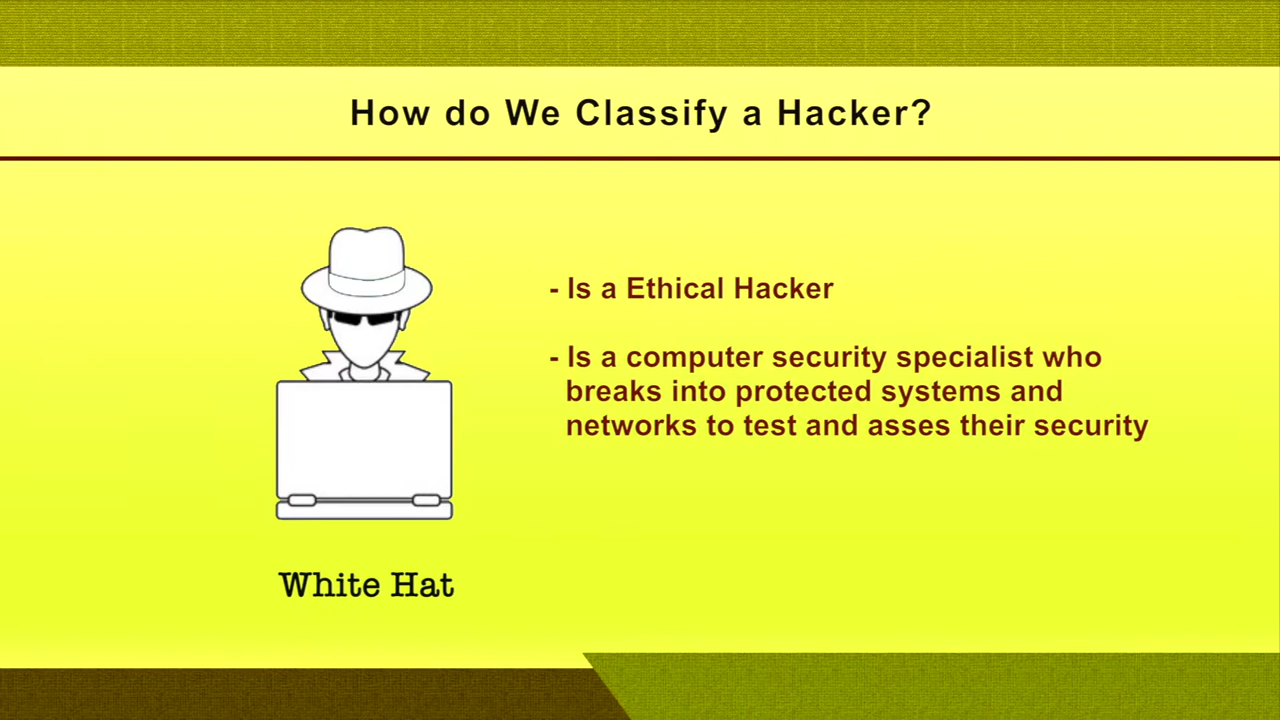 How do We Classify a Hacker?
- Is a Ethical Hacker
- Is a computer security specialist who
breaks into protected systems and
networks to test and asses their security
White Hat